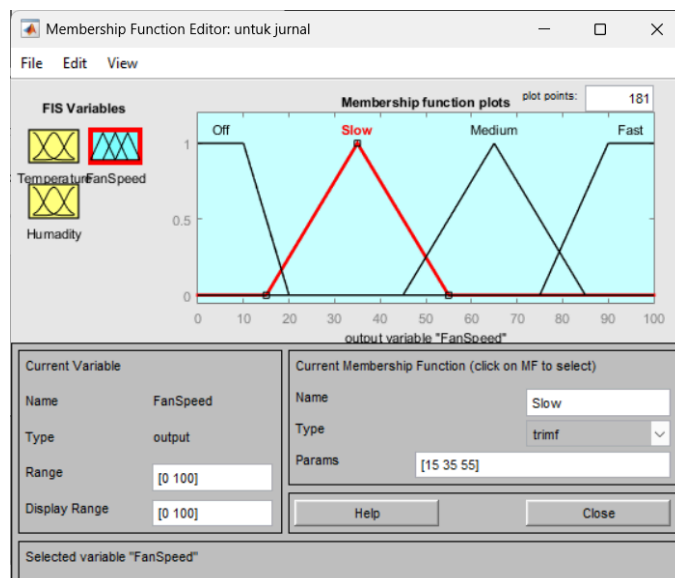 Membership Function Editor: untuk jurnal
File Edit View
FIS Variables
Temperature
FanSpeed
Humadity
Membership function plots
plot points: 181
Off Slow Medium Fast
1
0.5
0
0 10 20 30 40 50 60 70 80 90 100
output variable "FanSpeed"
Current Variable
Name FanSpeed
Type output
Range [0 100]
Display Range [0 100]
Current Membership Function (click on MF to select)
Name Slow
Type trimf
Params [15 35 55]
Help Close
Selected variable "FanSpeed"